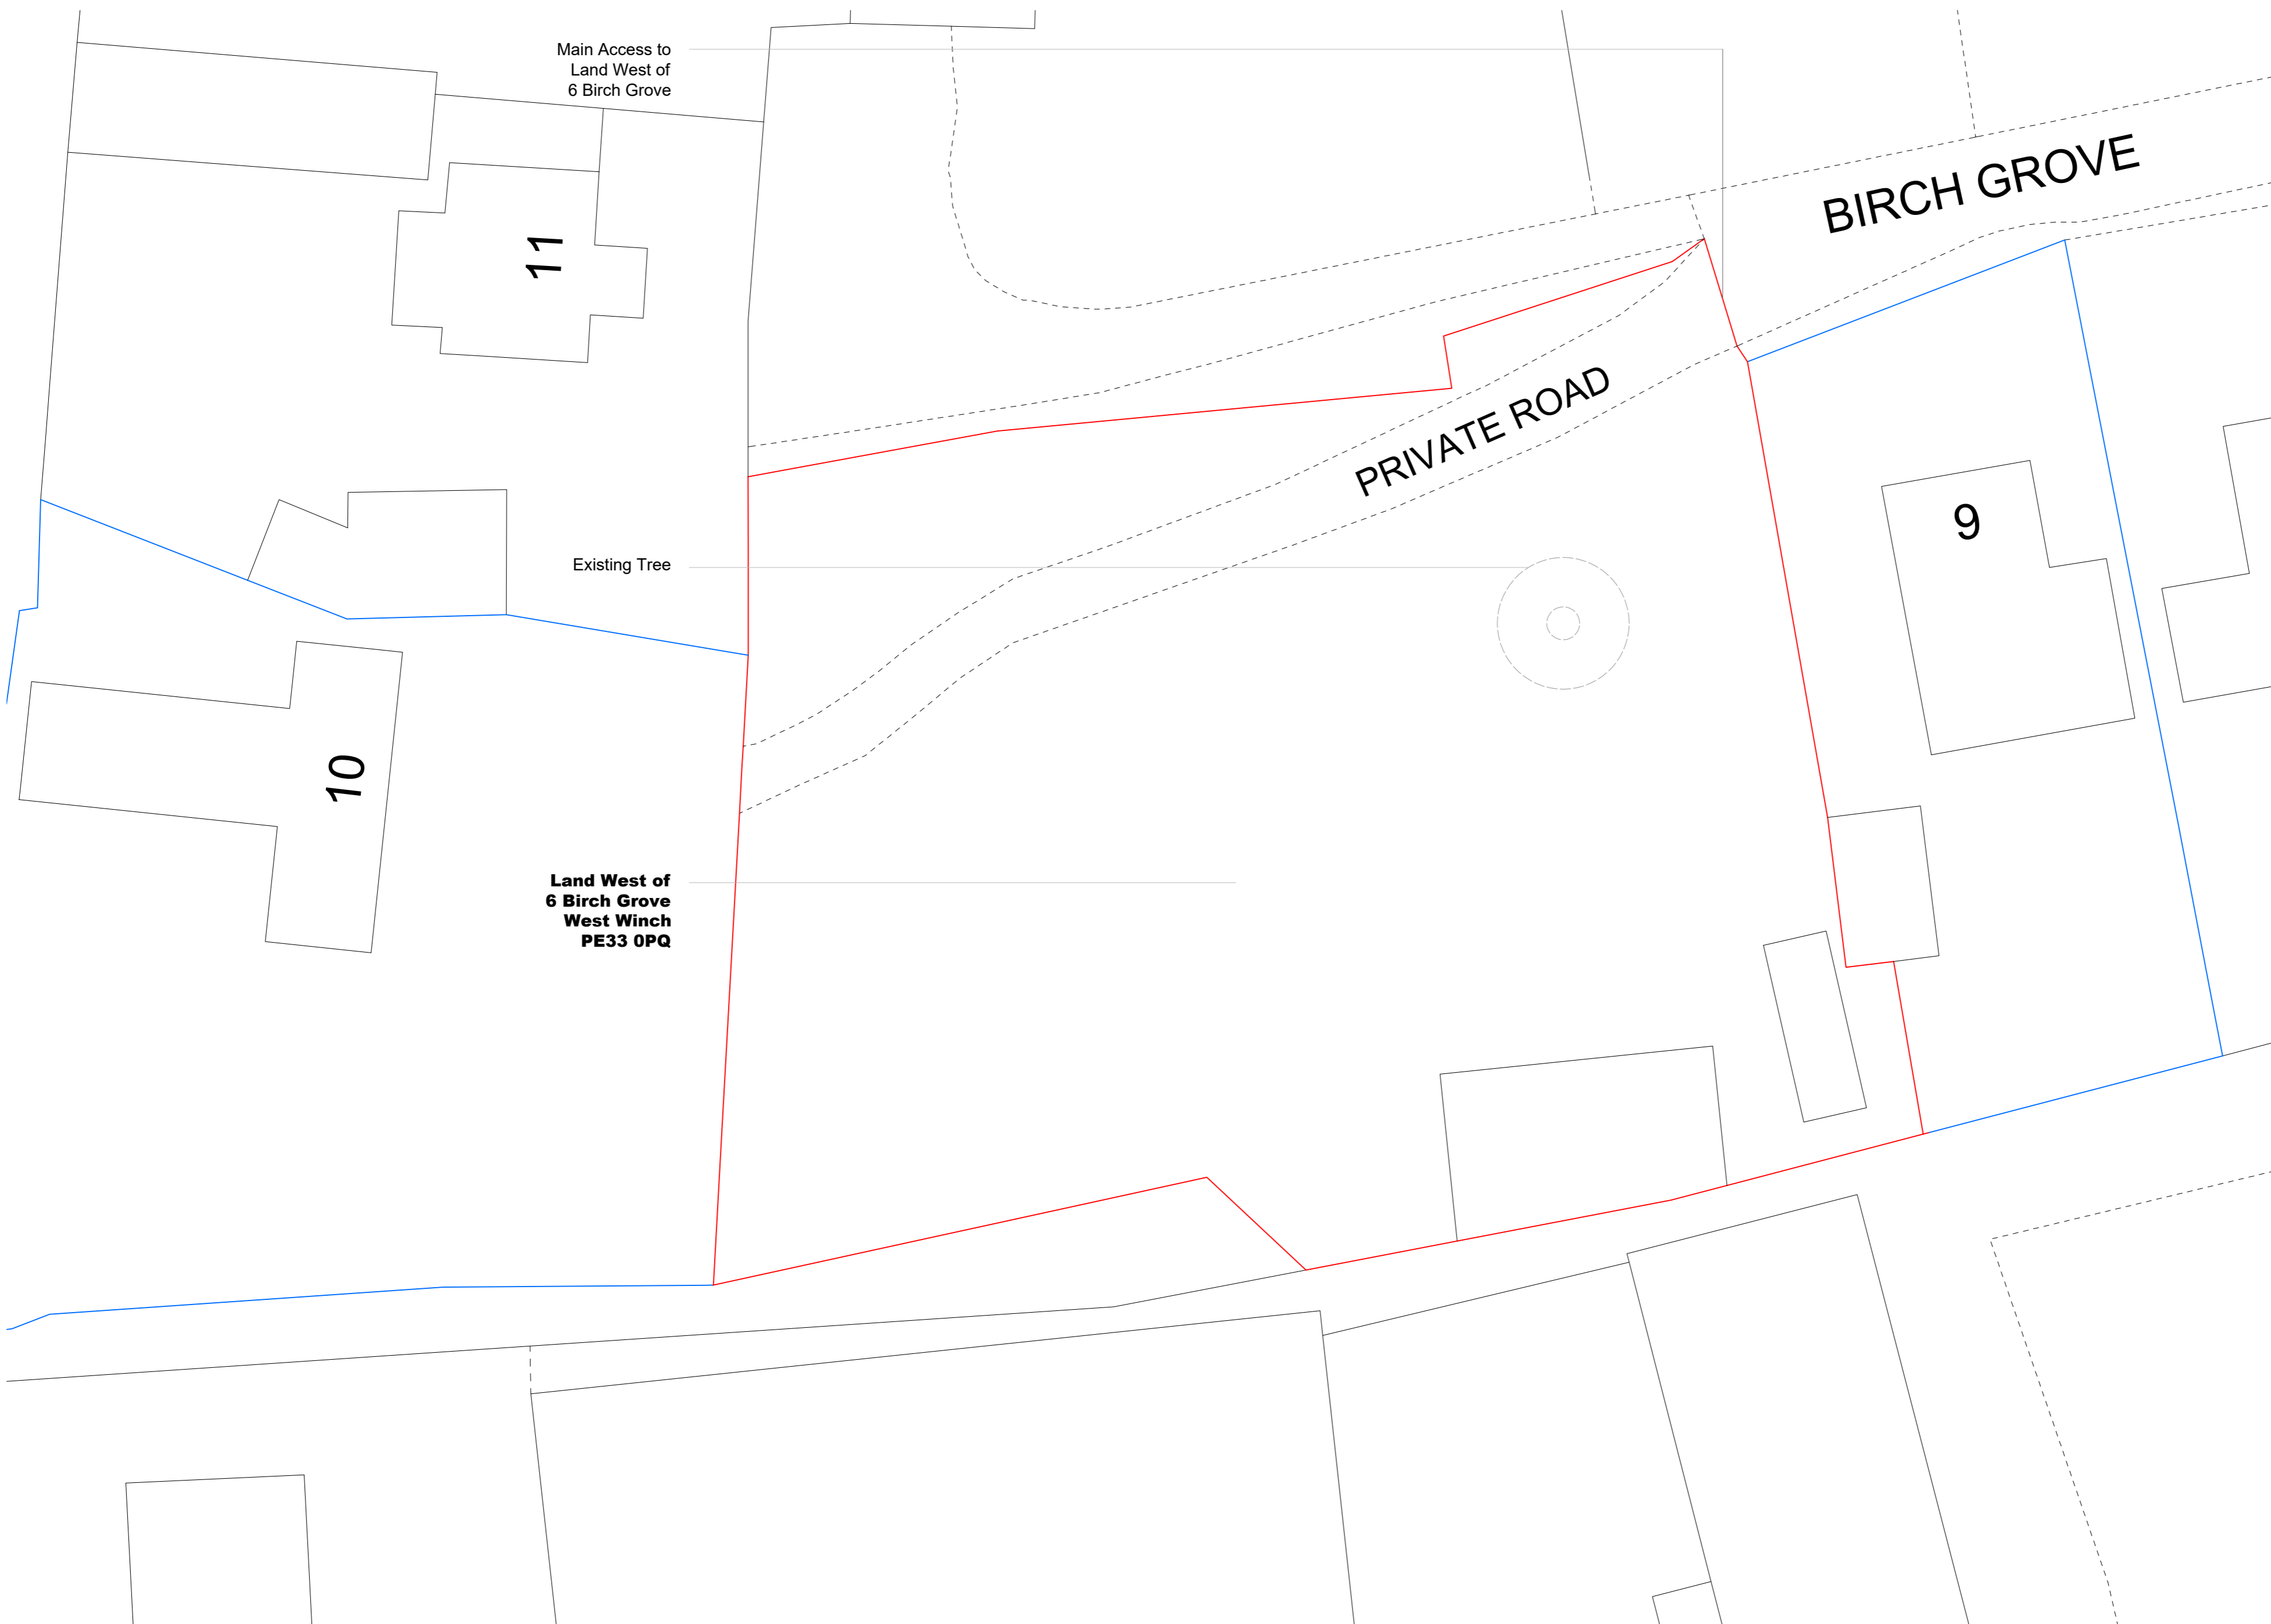 Main Access to
Land West of
6 Birch Grove
BIRCH GROVE
11
PRIVATE ROAD
9
Existing Tree
10
Land West of
6 Birch Grove
West Winch
PE33 0PQ